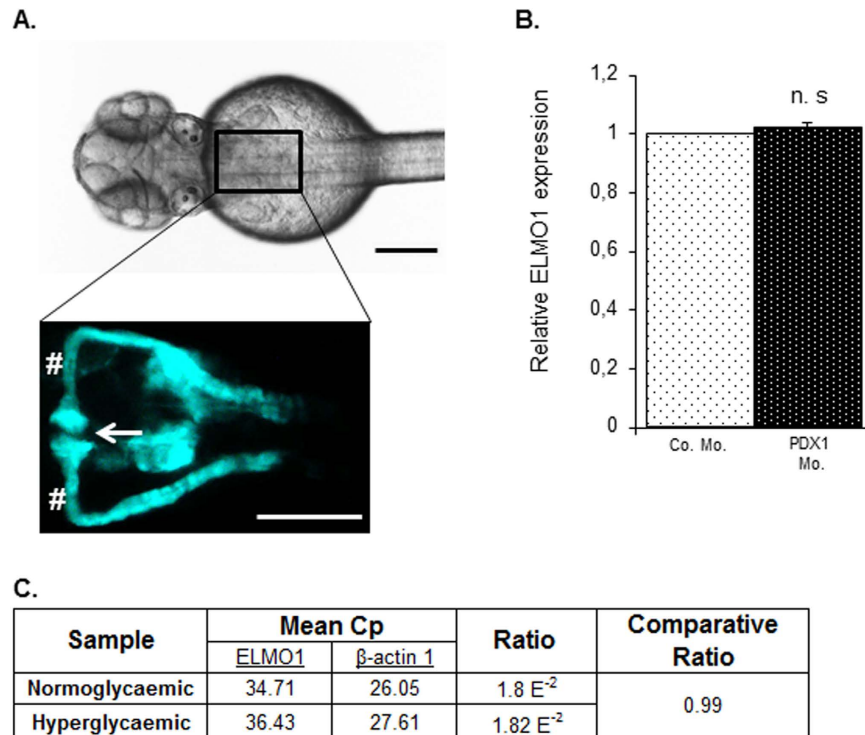 A.
#
#
B.
Relative ELMO1 expression
1,2
1
0,8
0,6
0,4
0,2
0
n. s
Co. Mo.
PDX1
Mo.
C.
Sample Mean Cp Ratio Comparative Ratio
ELMO1 β-actin 1
Normoglycaemic 34.71 26.05 1.8 E-2 0.99
Hyperglycaemic 36.43 27.61 1.82 E-2